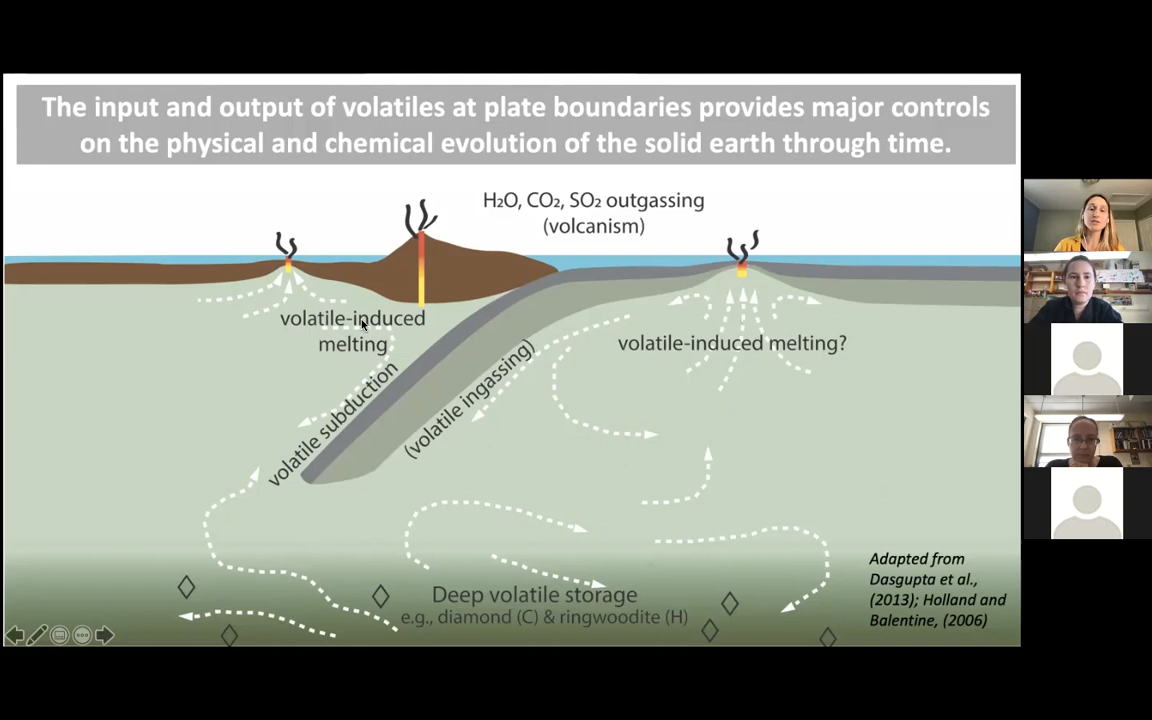 The input and output of volatiles at plate boundaries provides major controls
on the physical and chemical evolution of the solid earth through time.
H₂O, CO₂, SO₂ outgassing
(volcanism)
volatile-induced
melting
volatile-induced melting?
volatile subduction
(volatile ingassing)
Deep volatile storage
e.g., diamond (C) & ringwoodite (H)
Adapted from
Dasgupta et al.,
(2013); Holland and
Balentine, (2006)